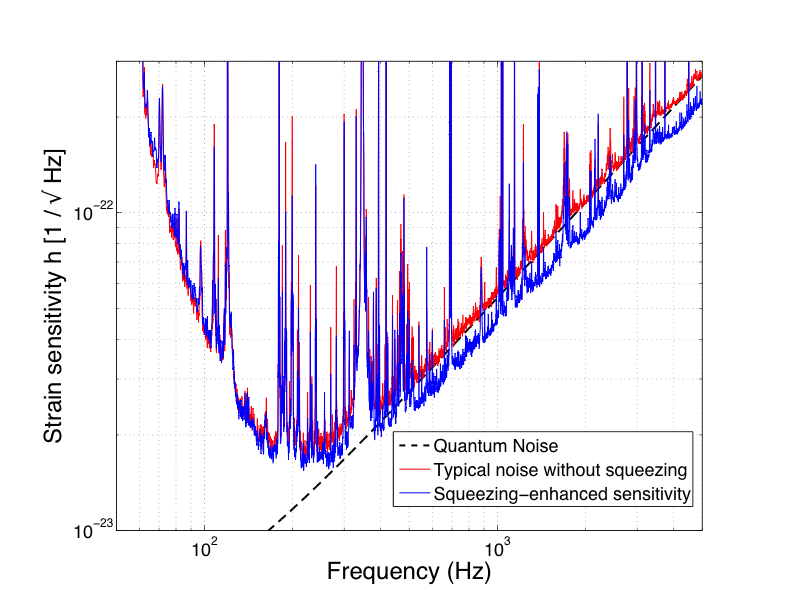 Strain sensitivity h [1 / √ Hz]
10^-22
10^-23
10^2
10^3
Frequency (Hz)
Quantum Noise
Typical noise without squeezing
Squeezing−enhanced sensitivity